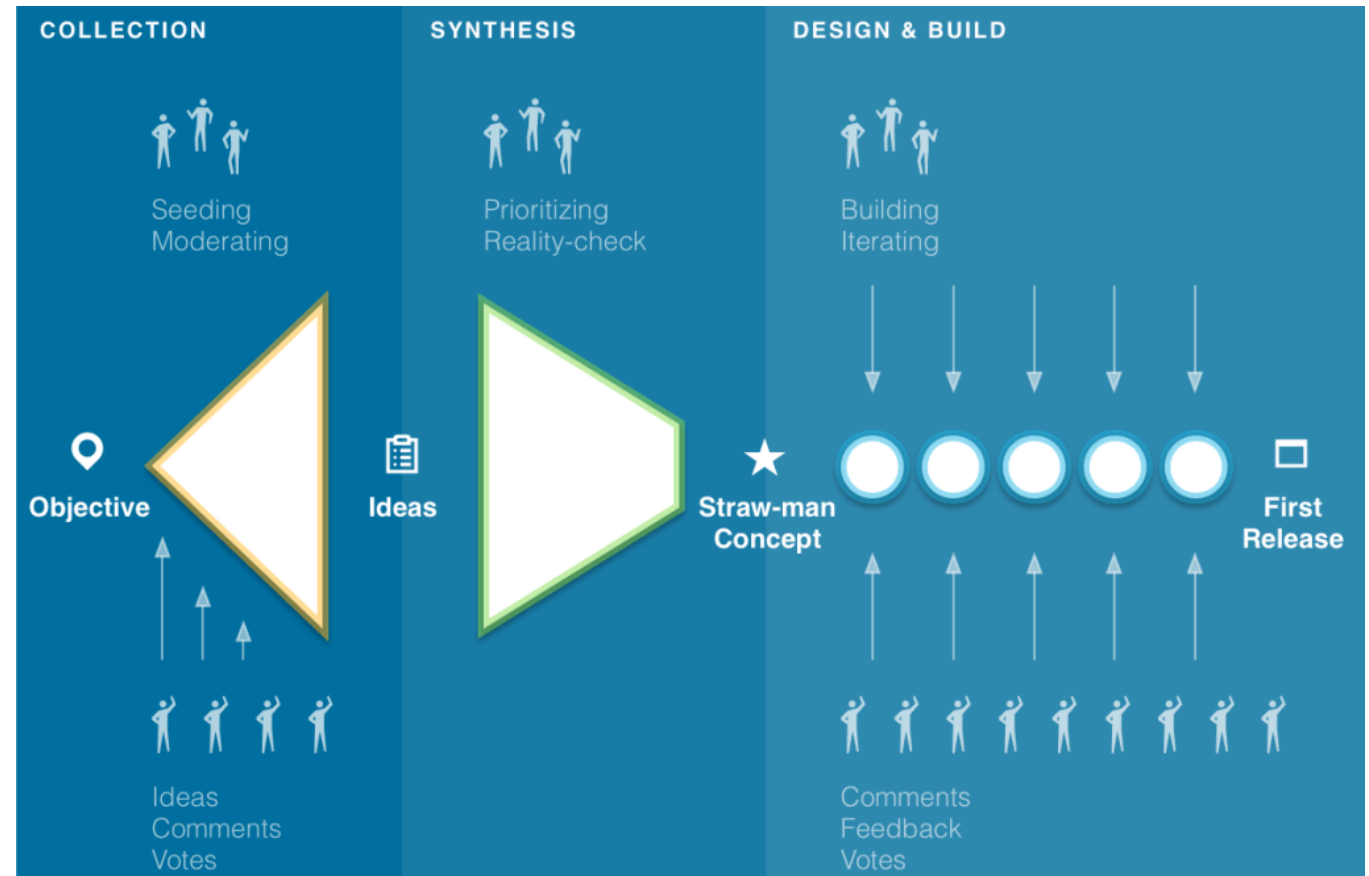 COLLECTION
SYNTHESIS
DESIGN & BUILD
Seeding
Moderating
Prioritizing
Reality-check
Building
Iterating
Objective
Ideas
Straw-man
Concept
First
Release
Ideas
Comments
Votes
Comments
Feedback
Votes